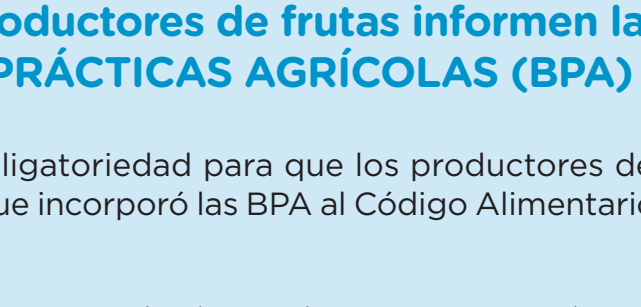 oductores de frutas informen la
PRÁCTICAS AGRÍCOLAS (BPA)
ligatoriedad para que los productores de
ue incorporó las BPA al Código Alimentario